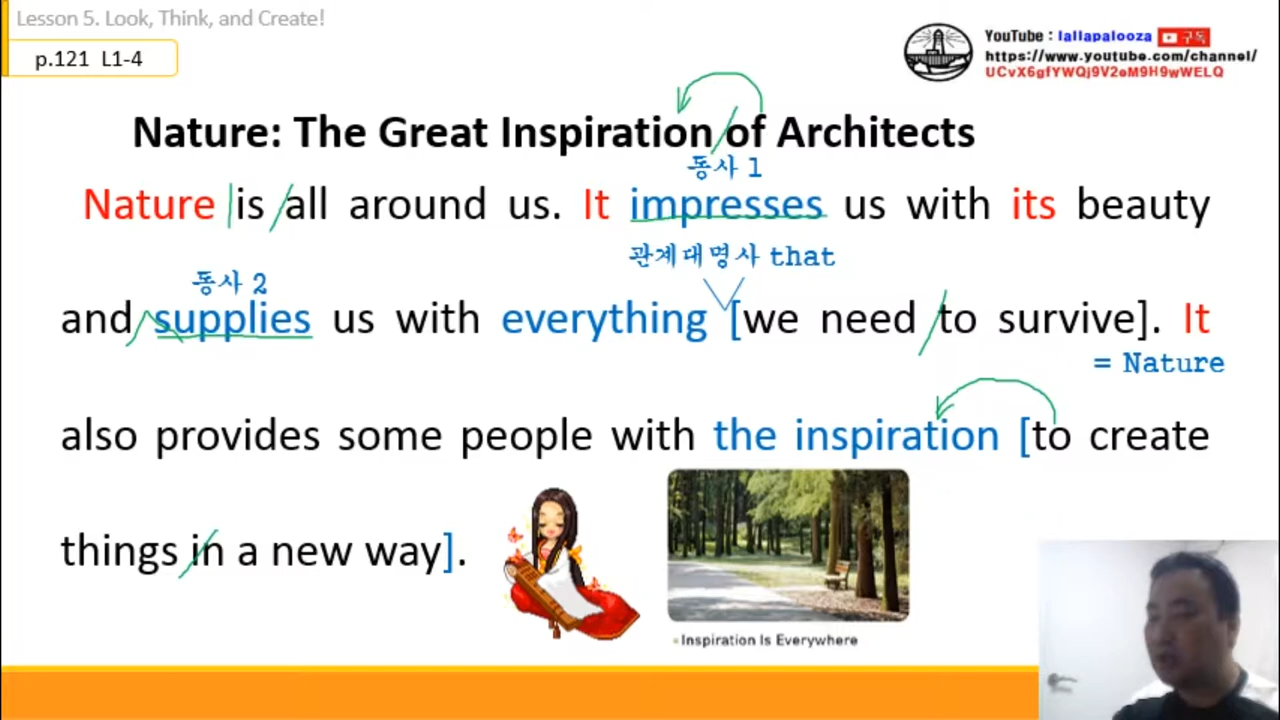 Lesson 5. Look, Think, and Create!
p.121 L1-4
YouTube : lallapalooza 구독
https://www.youtube.com/channel/
UCvX6gfYWQj9V2eM9H9wWELQ
Nature: The Great Inspiration of Architects
동사 1
Nature is all around us. It impresses us with its beauty
관계대명사 that
동사 2
and supplies us with everything [we need to survive]. It
= Nature
also provides some people with the inspiration [to create
things in a new way].
Inspiration Is Everywhere